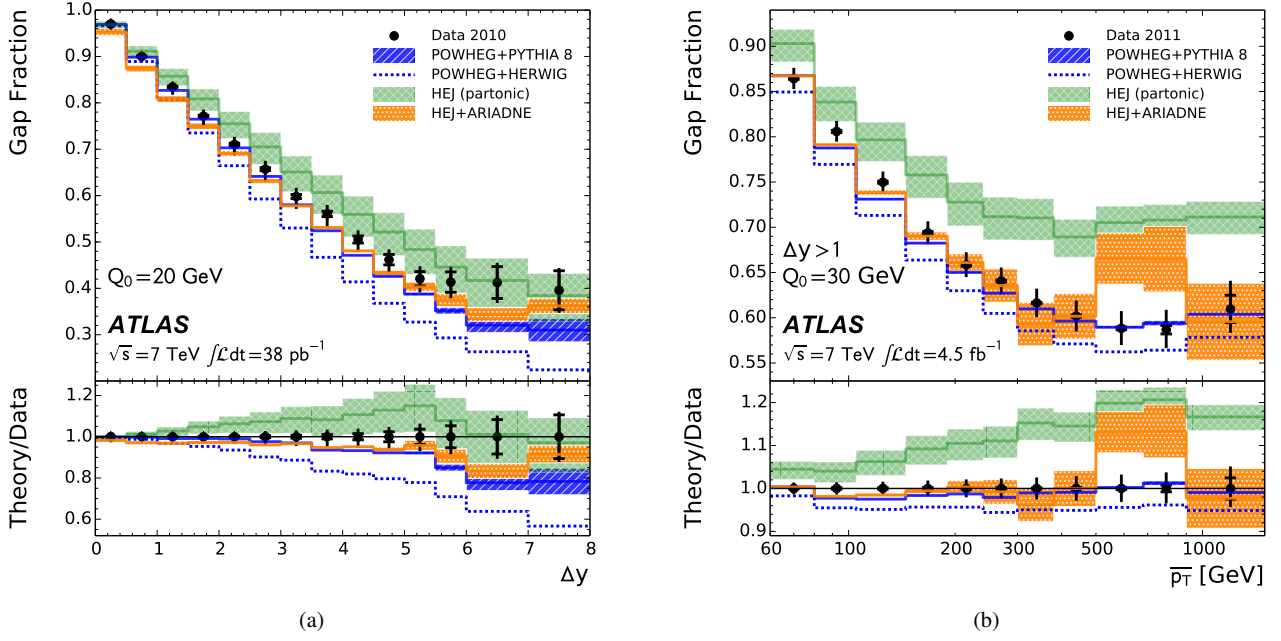 Gap Fraction
1.0
0.9
0.8
0.7
0.6
0.5
0.4
0.3
Data 2010
POWHEG+PYTHIA 8
POWHEG+HERWIG
HEJ (partonic)
HEJ+ARIADNE
Q₀=20 GeV
ATLAS
√s=7 TeV ∫ℒdt=38 pb⁻¹
Theory/Data
1.2
1.0
0.8
0.6
0 1 2 3 4 5 6 7 8
Δy
(a)
Gap Fraction
0.90
0.85
0.80
0.75
0.70
0.65
0.60
0.55
Data 2011
POWHEG+PYTHIA 8
POWHEG+HERWIG
HEJ (partonic)
HEJ+ARIADNE
Δy>1
Q₀=30 GeV
ATLAS
√s=7 TeV ∫ℒdt=4.5 fb⁻¹
Theory/Data
1.2
1.1
1.0
0.9
60 100 200 300 500 1000
p̅T̅ [GeV]
(b)